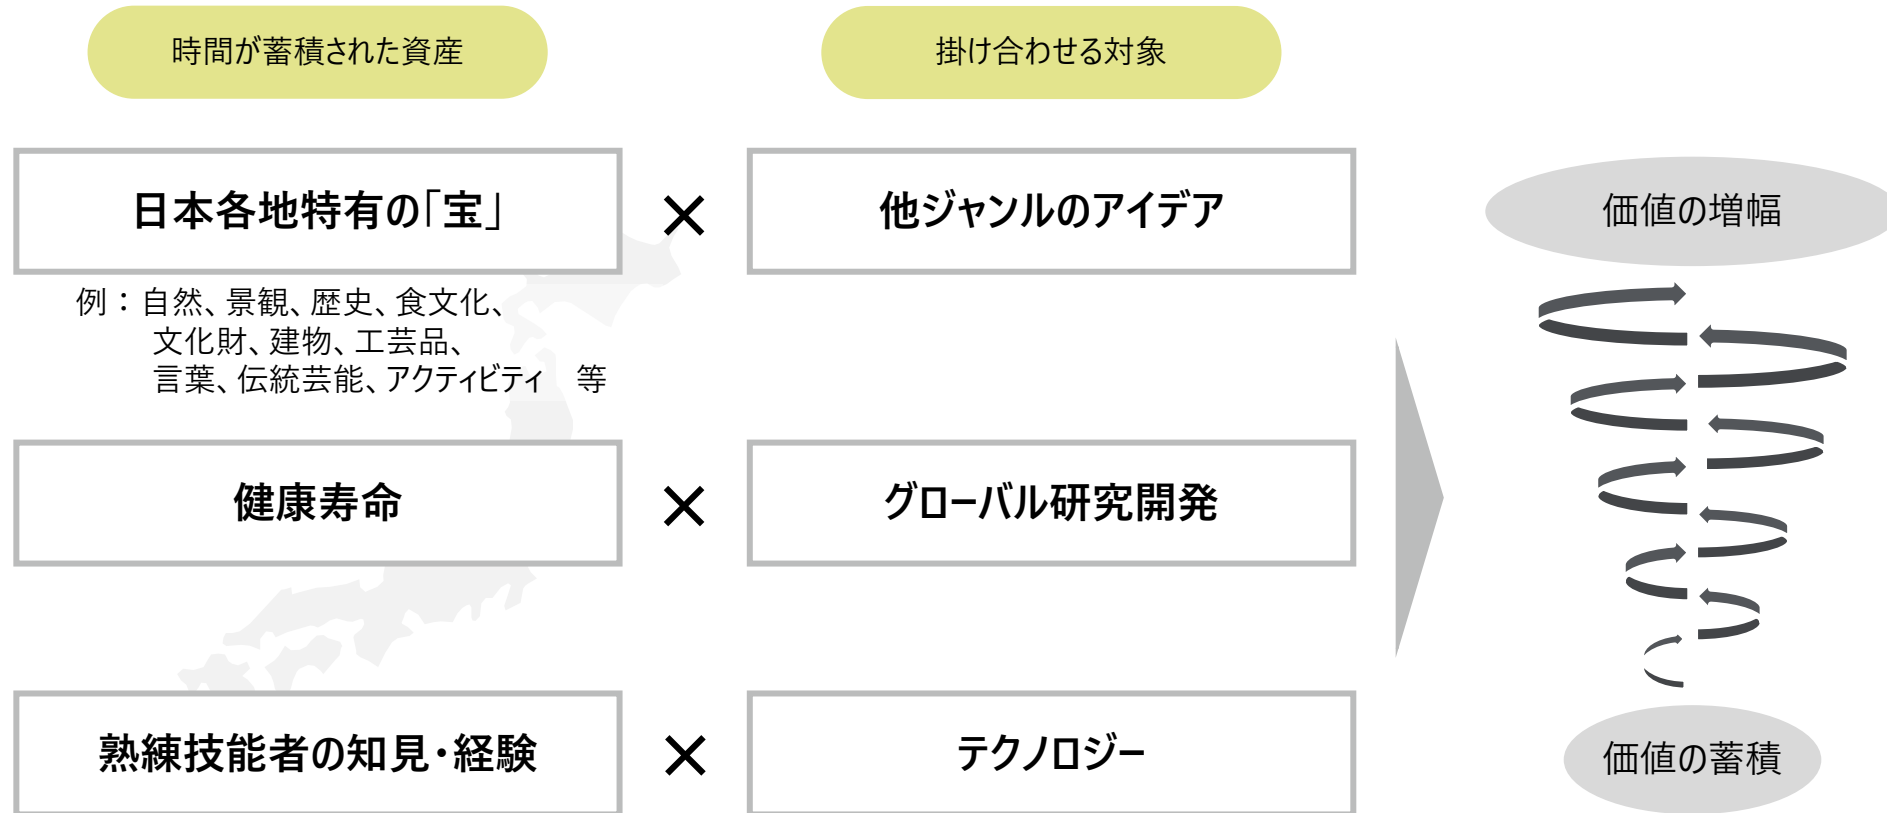 時間が蓄積された資産
掛け合わせる対象
日本各地特有の「宝」
×
他ジャンルのアイデア
価値の増幅
例：自然、景観、歴史、食文化、
文化財、建物、工芸品、
言葉、伝統芸能、アクティビティ　等
健康寿命
×
グローバル研究開発
熟練技能者の知見・経験
×
テクノロジー
価値の蓄積